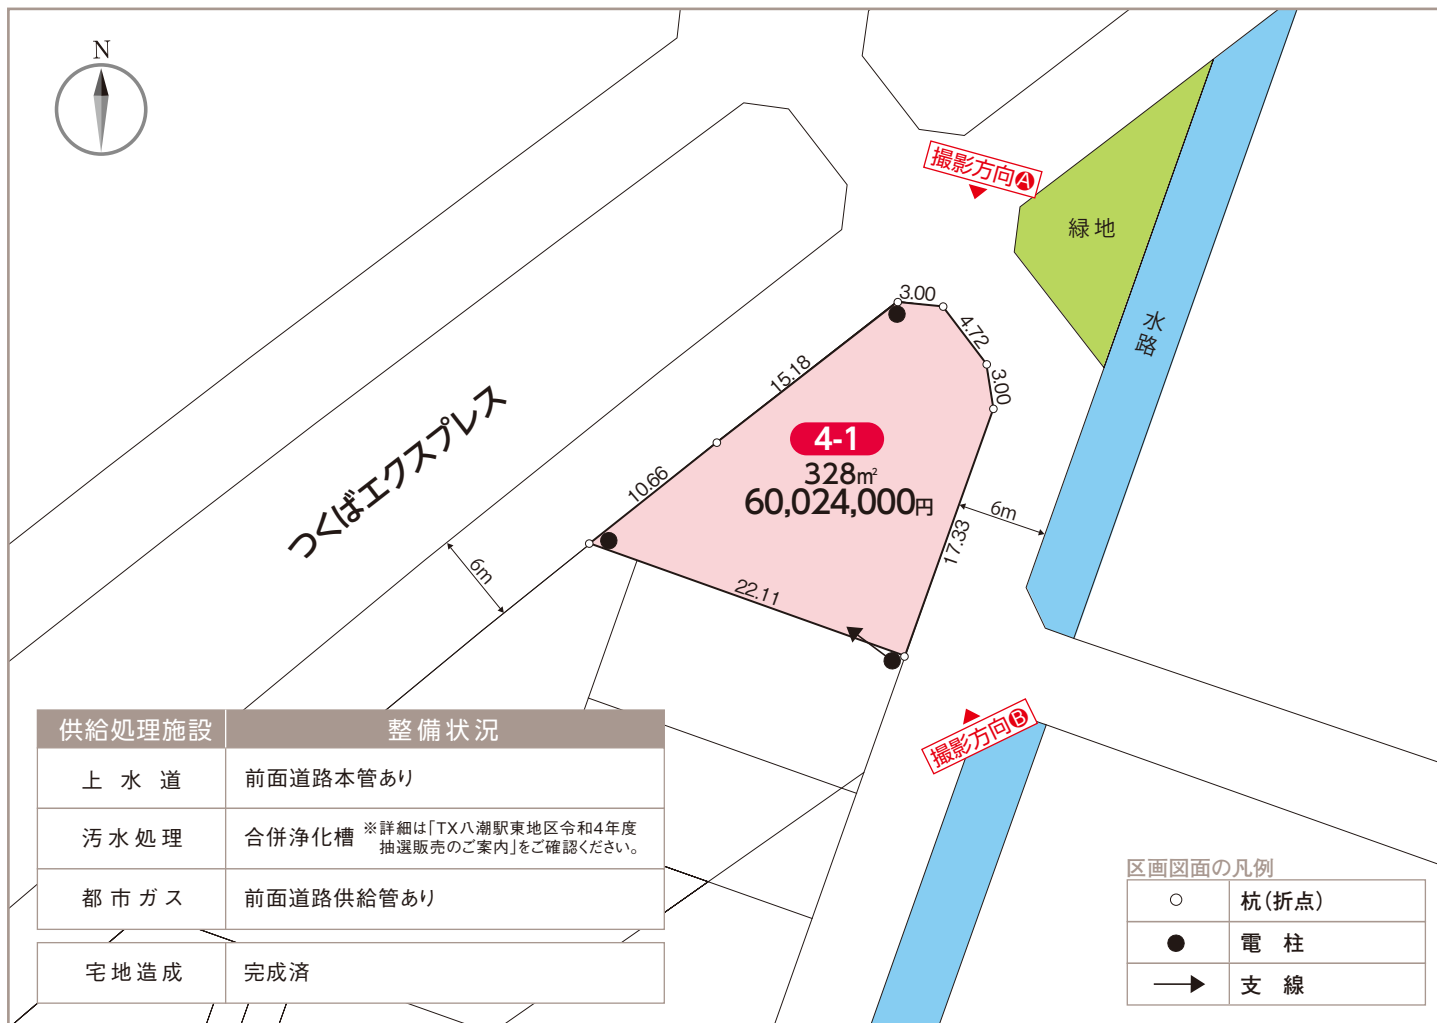 N
撮影方向A
緑地
水路
3.00
4.72
3.00
15.18
10.66
4-1
328㎡
60,024,000円
17.33
22.11
6m
つくばエクスプレス
6m
撮影方向B
供給処理施設 整備状況
上水道 前面道路本管あり
汚水処理 合併浄化槽 ※詳細は「TX八潮駅東地区令和4年度
抽選販売のご案内」をご確認ください。
都市ガス 前面道路供給管あり
宅地造成 完成済
区画図面の凡例
杭(折点)
電柱
支線